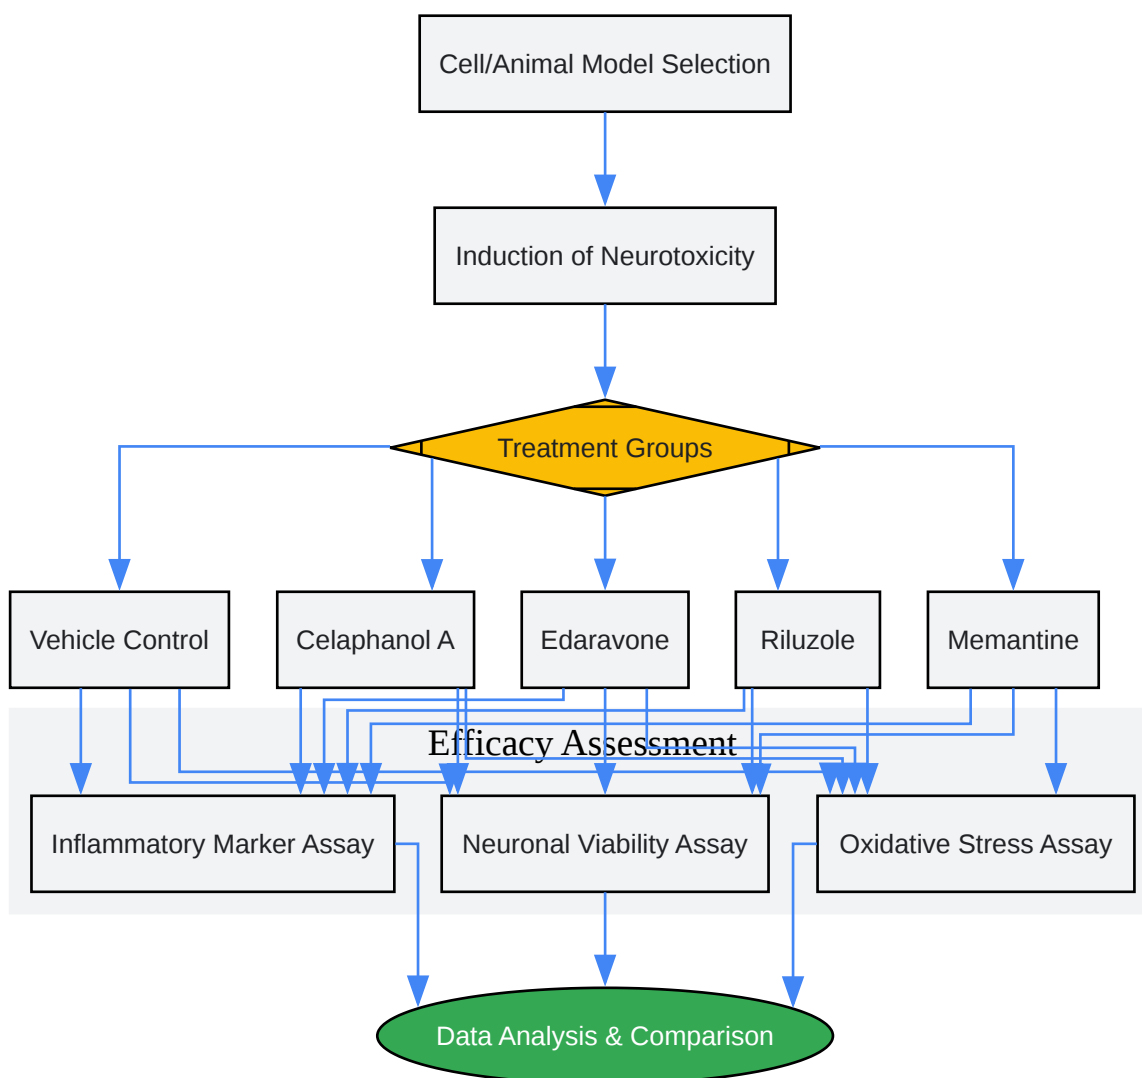 Cell/Animal Model Selection
Induction of Neurotoxicity
Treatment Groups
Vehicle Control
Celaphanol A
Edaravone
Riluzole
Memantine
Efficacy Assessment
Inflammatory Marker Assay
Neuronal Viability Assay
Oxidative Stress Assay
Data Analysis & Comparison